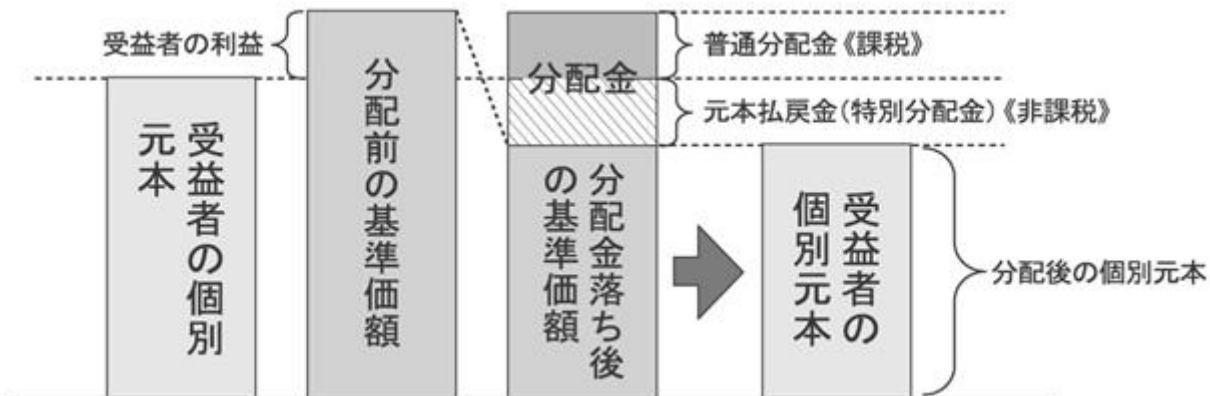 受益者の利益
受益者の個別
元本
分配前の基準価額
分配金
分配金落ち後
の基準価額
普通分配金《課税》
元本払戻金(特別分配金)《非課税》
受益者の
個別元本
分配後の個別元本